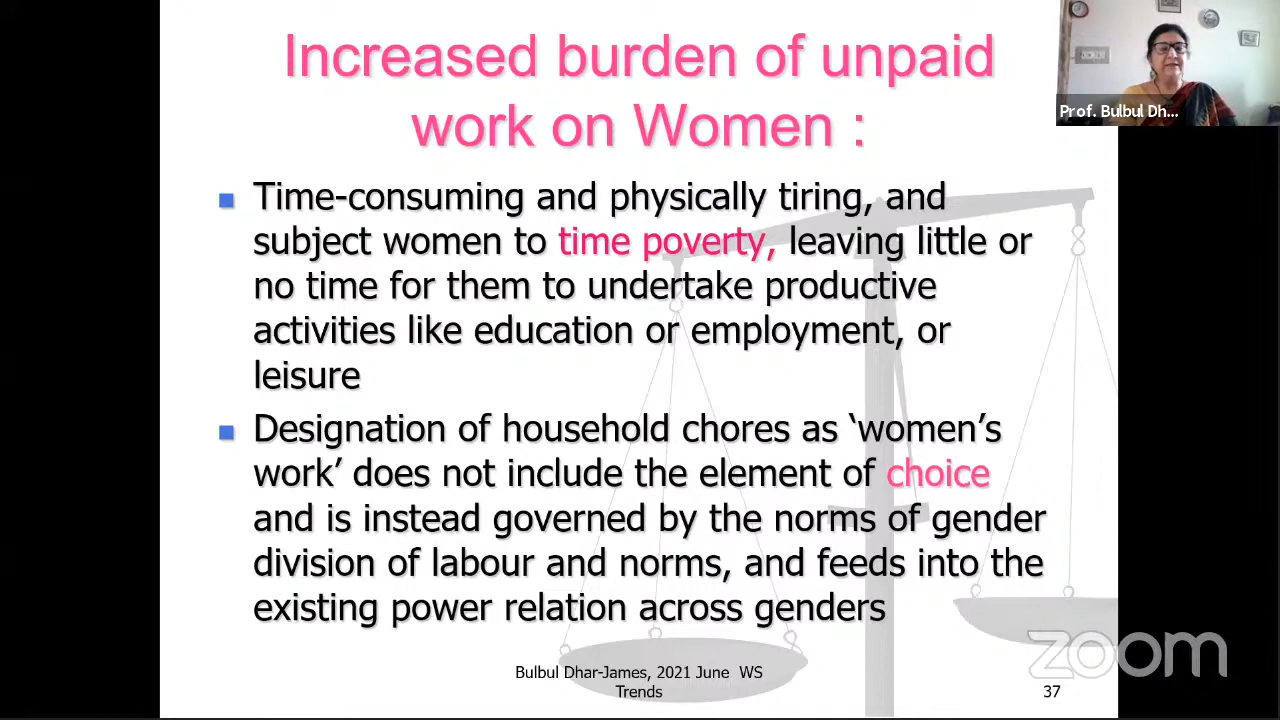 Increased burden of unpaid
work on Women :
Prof. Bulbul Dh...
Time-consuming and physically tiring, and
subject women to time poverty, leaving little or
no time for them to undertake productive
activities like education or employment, or
leisure
Designation of household chores as ‘women’s
work’ does not include the element of choice
and is instead governed by the norms of gender
division of labour and norms, and feeds into the
existing power relation across genders
Bulbul Dhar-James, 2021 June WS
Trends
37
zoom